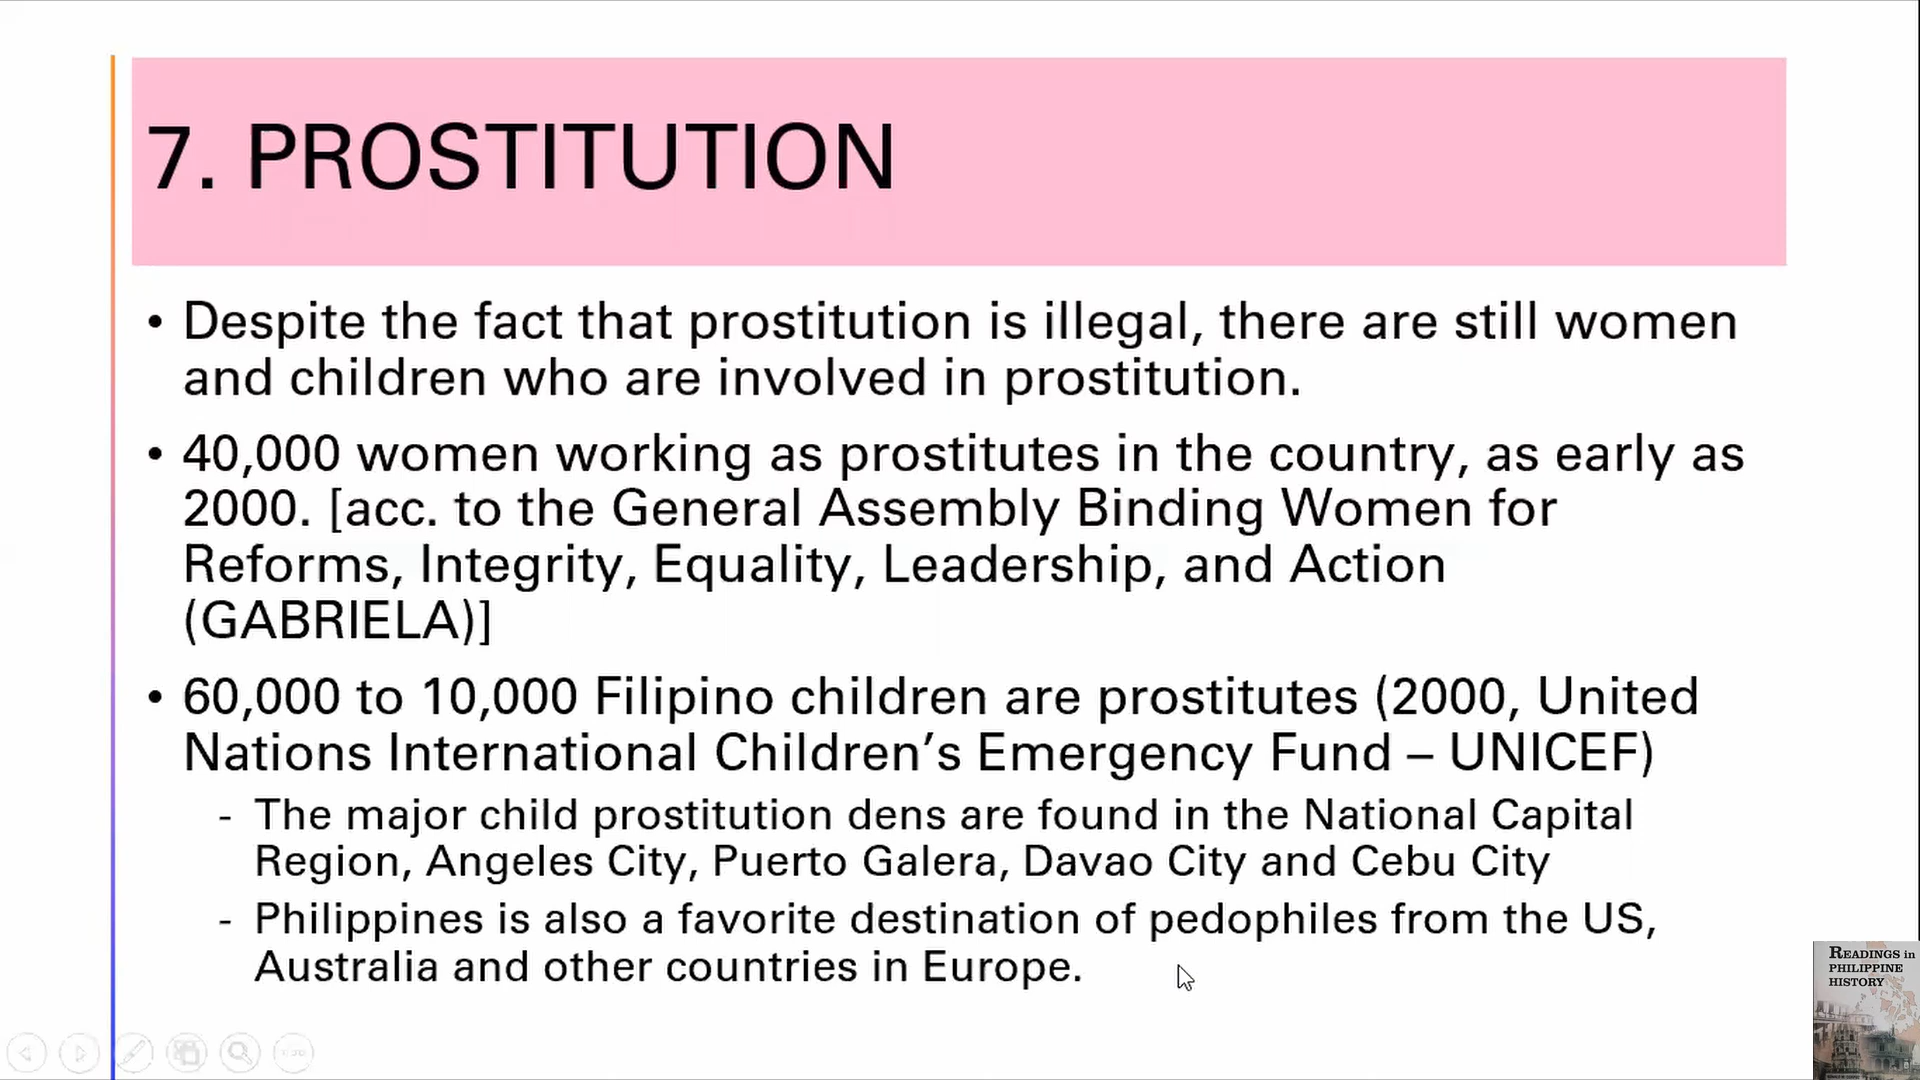 7. PROSTITUTION
• Despite the fact that prostitution is illegal, there are still women
and children who are involved in prostitution.
• 40,000 women working as prostitutes in the country, as early as
2000. [acc. to the General Assembly Binding Women for
Reforms, Integrity, Equality, Leadership, and Action
(GABRIELA)]
• 60,000 to 10,000 Filipino children are prostitutes (2000, United
Nations International Children’s Emergency Fund – UNICEF)
- The major child prostitution dens are found in the National Capital
Region, Angeles City, Puerto Galera, Davao City and Cebu City
- Philippines is also a favorite destination of pedophiles from the US,
Australia and other countries in Europe.
READINGS in
PHILIPPINE
HISTORY